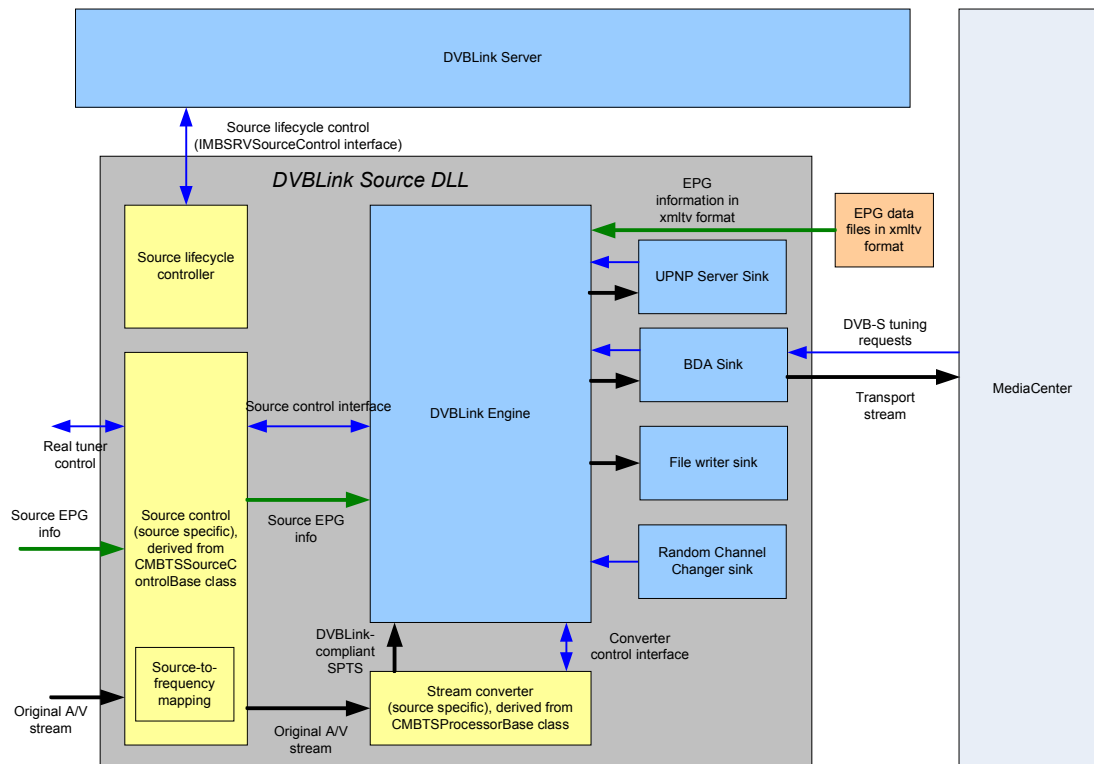 DVBLink Server
Source lifecycle control
(IMBSRVSourceControl interface)
DVBLink Source DLL
EPG
information in
xmltv format
EPG data
files in xmltv
format
Source lifecycle
controller
UPNP Server Sink
DVB-S tuning
requests
BDA Sink
MediaCenter
Transport
stream
DVBLink Engine
Source control interface
Real tuner
control
File writer sink
Source EPG
info
Source EPG
info
Source control
(source specific),
derived from
CMBTSSourceC
ontrolBase class
Random Channel
Changer sink
DVBLink-
compliant
SPTS
Converter
control interface
Source-to-
frequency
mapping
Stream converter
(source specific), derived from
CMBTSProcessorBase class
Original A/V
stream
Original A/V
stream